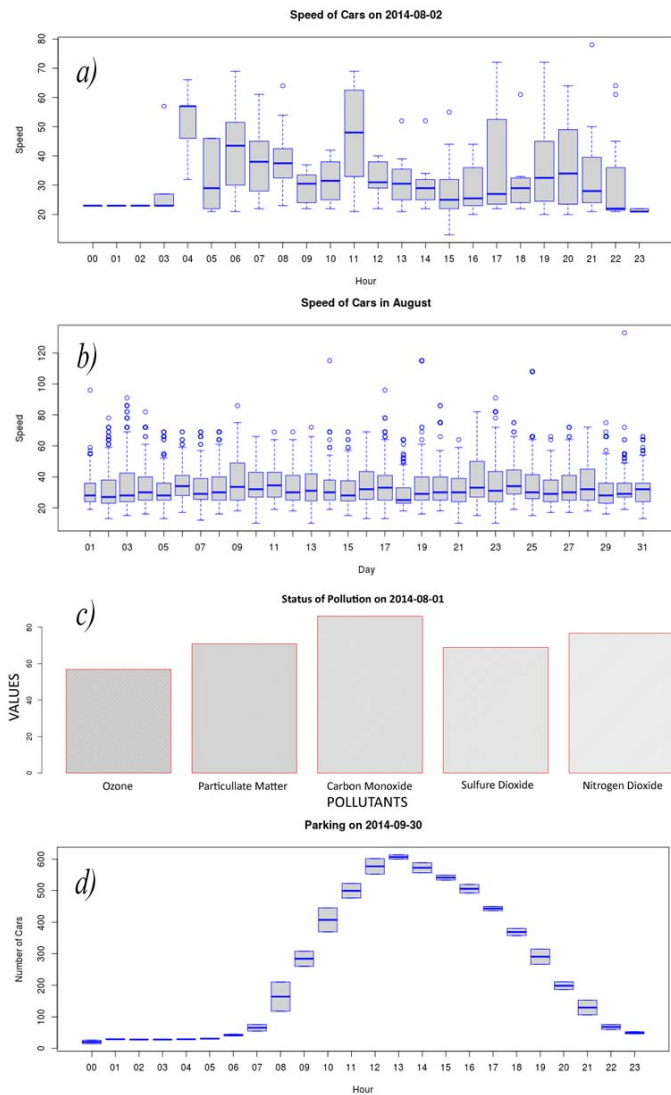 Speed of Cars on 2014-08-02
a)
Speed
80
70
60
50
40
30
20
00 01 02 03 04 05 06 07 08 09 10 11 12 13 14 15 16 17 18 19 20 21 22 23
Hour
Speed of Cars in August
b)
Speed
120
100
80
60
40
20
01 03 05 07 09 11 13 15 17 19 21 23 25 27 29 31
Day
c)
Status of Pollution on 2014-08-01
VALUES
80
60
40
20
0
Ozone Particullate Matter Carbon Monoxide Sulfure Dioxide Nitrogen Dioxide
POLLUTANTS
Parking on 2014-09-30
d)
Number of Cars
600
500
400
300
200
100
0
00 01 02 03 04 05 06 07 08 09 10 11 12 13 14 15 16 17 18 19 20 21 22 23
Hour